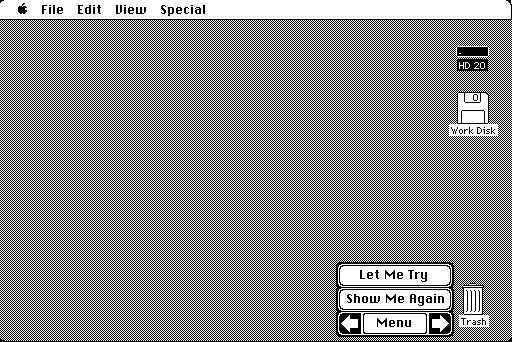 File Edit View Special
HD 20
Work Disk
Let Me Try
Show Me Again
Menu
Trash